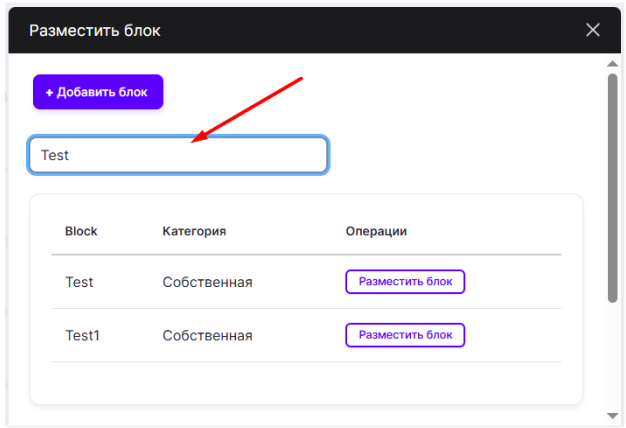 Разместить блок
+ Добавить блок
Test
Block Категория Операции
Test Собственная Разместить блок
Test1 Собственная Разместить блок